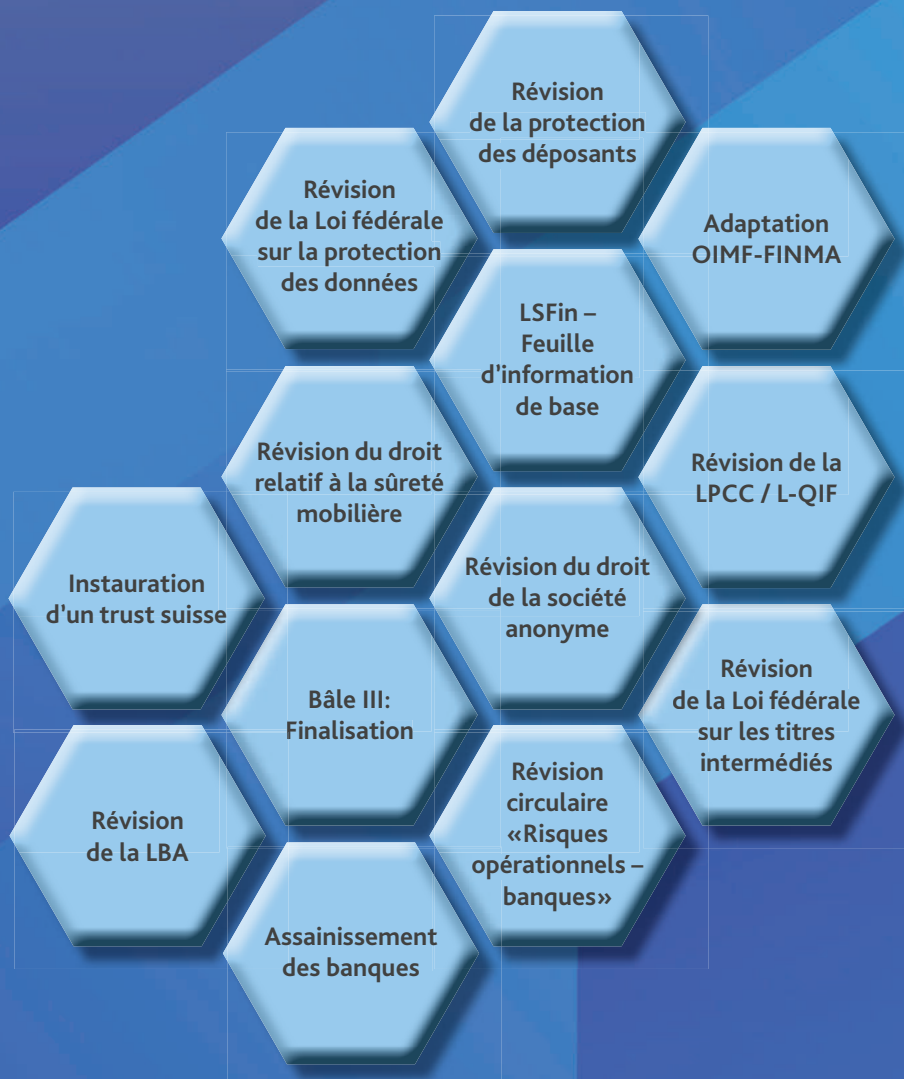 Révision
de la protection
des déposants
Révision
de la Loi fédérale
sur la protection
des données
Adaptation
OIMF-FINMA
LSFin –
Feuille
d'information
de base
Révision du droit
relatif à la sûreté
mobilière
Révision de la
LPCC / L-QIF
Instauration
d'un trust suisse
Révision du droit
de la société
anonyme
Bâle III:
Finalisation
Révision
de la Loi fédérale
sur les titres
intermédiés
Révision
de la LBA
Révision
circulaire
«Risques
opérationnels –
banques»
Assainissement
des banques